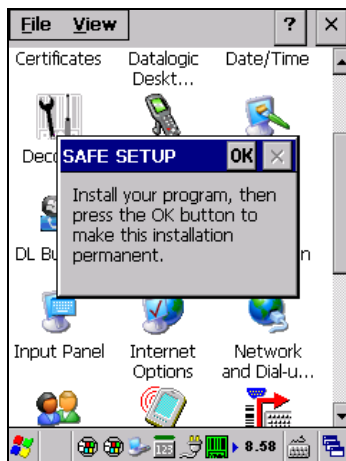 File View ? ×
Certificates Datalogic Date/Time
Deskt...
SAFE SETUP OK ×
Install your program, then
press the OK button to
make this installation
permanent.
Input Panel Internet Network
Options and Dial-u...
123 8.58